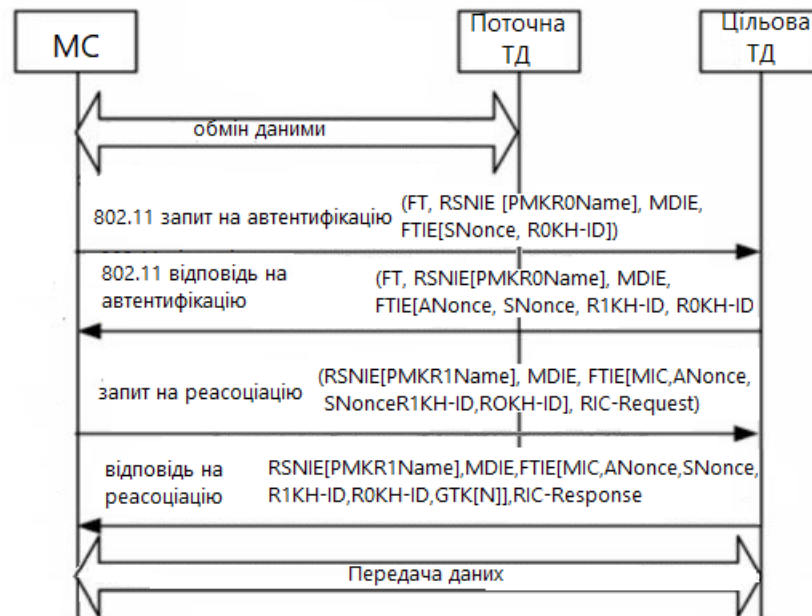 МС
Поточна
ТД
Цільова
ТД
обмін даними
802.11 запит на автентифікацію
(FT, RSNIE [PMKR0Name], MDIE,
FTIE[SNonce, R0KH-ID])
802.11 відповідь на
автентифікацію
(FT, RSNIE[PMKR0Name], MDIE,
FTIE[ANonce, SNonce, R1KH-ID, R0KH-ID
запит на реасоціацію
(RSNIE[PMKR1Name], MDIE, FTIE[MIC,ANonce,
SNonceR1KH-ID,ROKH-ID], RIC-Request)
відповідь на
реасоціацію
RSNIE[PMKR1Name],MDIE,FTIE[MIC,ANonce,SNonce,
R1KH-ID,R0KH-ID,GTK[N]],RIC-Response
Передача даних